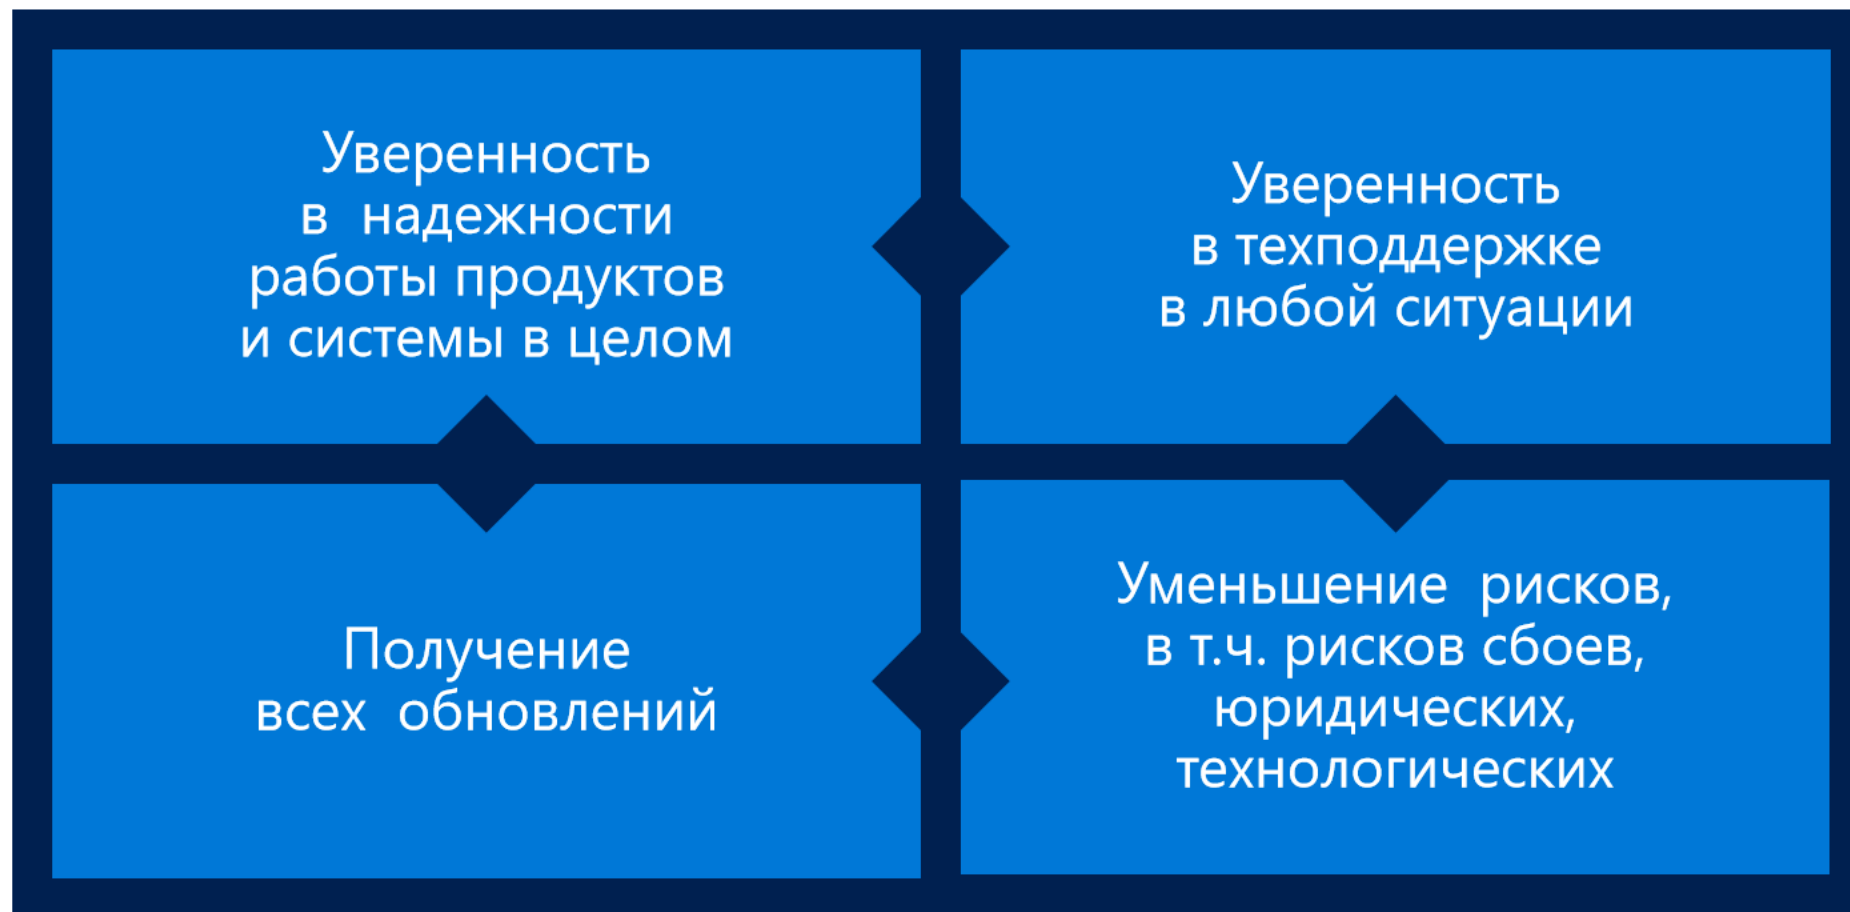 Уверенность
в надежности
работы продуктов
и системы в целом
Уверенность
в техподдержке
в любой ситуации
Получение
всех обновлений
Уменьшение рисков,
в т.ч. рисков сбоев,
юридических,
технологических